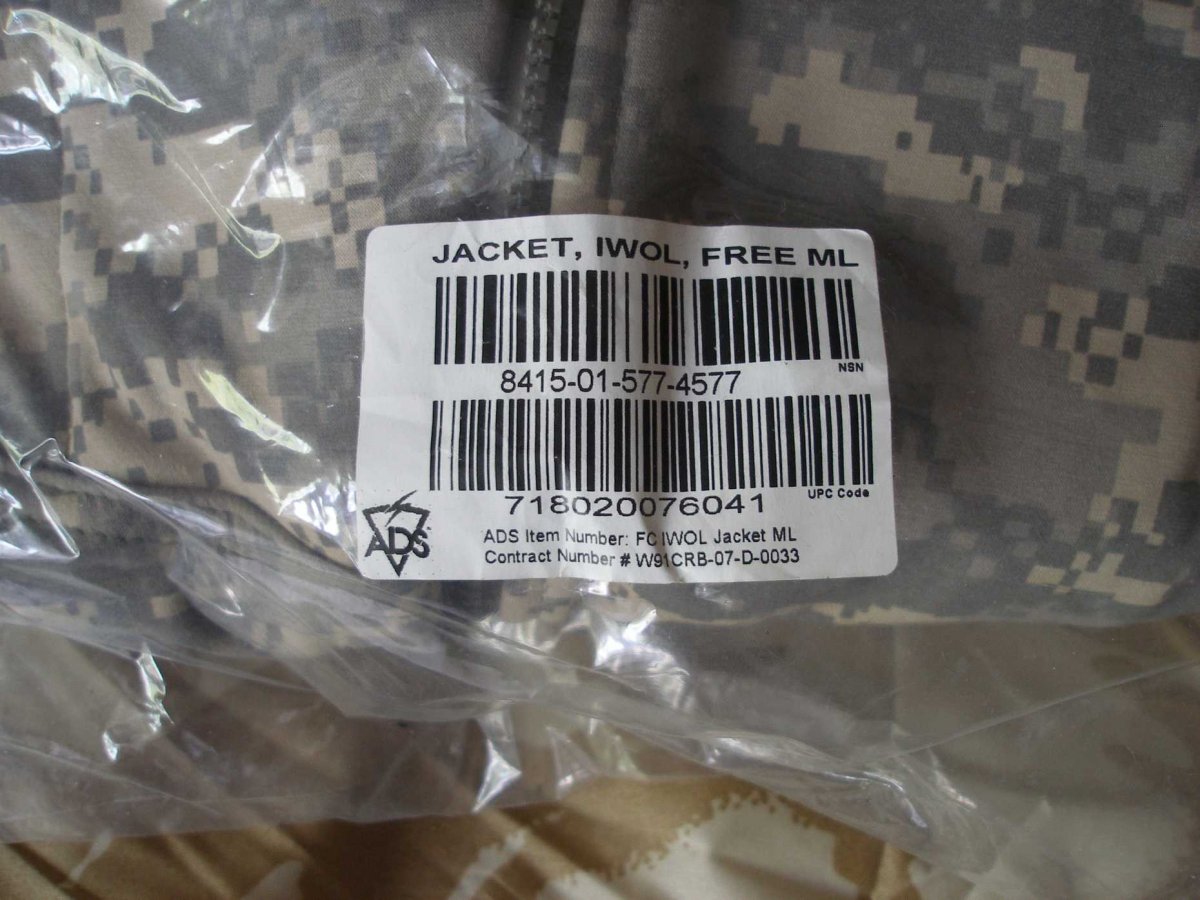 JACKET, IWOL, FREE ML
NSN
8415-01-577-4577
UPC Code
718020076041
ADS
ADS Item Number: FC IWOL Jacket ML
Contract Number # W91CRB-07-D-0033